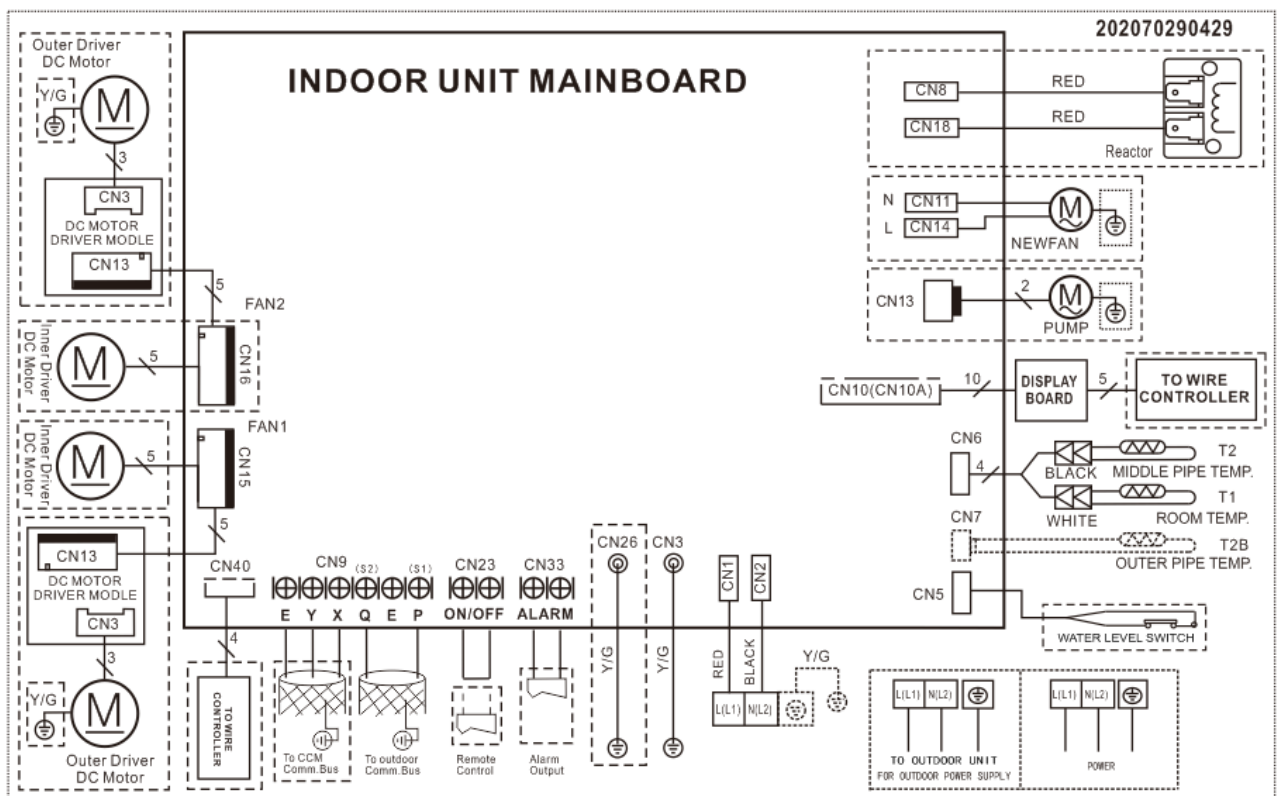 202070290429
INDOOR UNIT MAINBOARD
Outer Driver
DC Motor
Y/G
M
3
CN3
DC MOTOR
DRIVER MODLE
CN13
5
FAN2
Inner Driver
DC Motor
M
5
CN16
FAN1
Inner Driver
DC Motor
M
5
CN15
5
CN13
DC MOTOR
DRIVER MODLE
CN3
3
Y/G
M
Outer Driver
DC Motor
CN40
4
TO WIRE
CONTROLLER
CN9
(S2)
(S1)
E Y X Q E P
To CCM
Comm.Bus
To outdoor
Comm.Bus
CN23
ON/OFF
Remote
Control
CN33
ALARM
Alarm
Output
CN26
Y/G
CN3
Y/G
CN1
CN2
RED
BLACK
Y/G
L(L1) N(L2)
CN8
RED
CN18
RED
Reactor
N
CN11
L
CN14
M
NEWFAN
CN13
2
M
PUMP
CN10(CN10A)
10
DISPLAY
BOARD
5
TO WIRE
CONTROLLER
CN6
4
BLACK
T2
MIDDLE PIPE TEMP.
WHITE
T1
ROOM TEMP.
CN7
T2B
OUTER PIPE TEMP.
CN5
WATER LEVEL SWITCH
L(L1) N(L2)
TO OUTDOOR UNIT
FOR OUTDOOR POWER SUPPLY
L(L1) N(L2)
POWER